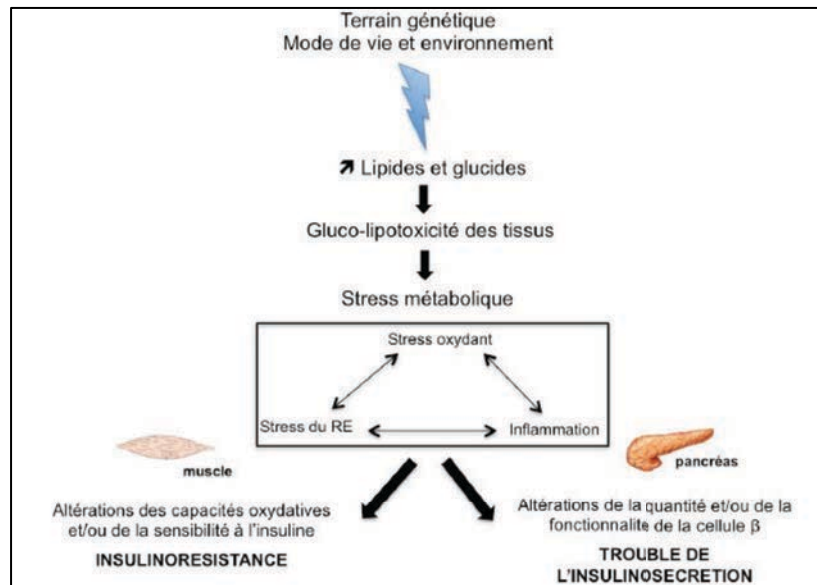 Terrain génétique
Mode de vie et environnement
↗ Lipides et glucides
Gluco-lipotoxicité des tissus
Stress métabolique
Stress oxydant
Stress du RE
Inflammation
muscle
pancréas
Altérations des capacités oxydatives
et/ou de la sensibilité à l'insuline
INSULINORESISTANCE
Altérations de la quantité et/ou de la
fonctionnalite de la cellule β
TROUBLE DE
L'INSULINOSECRETION